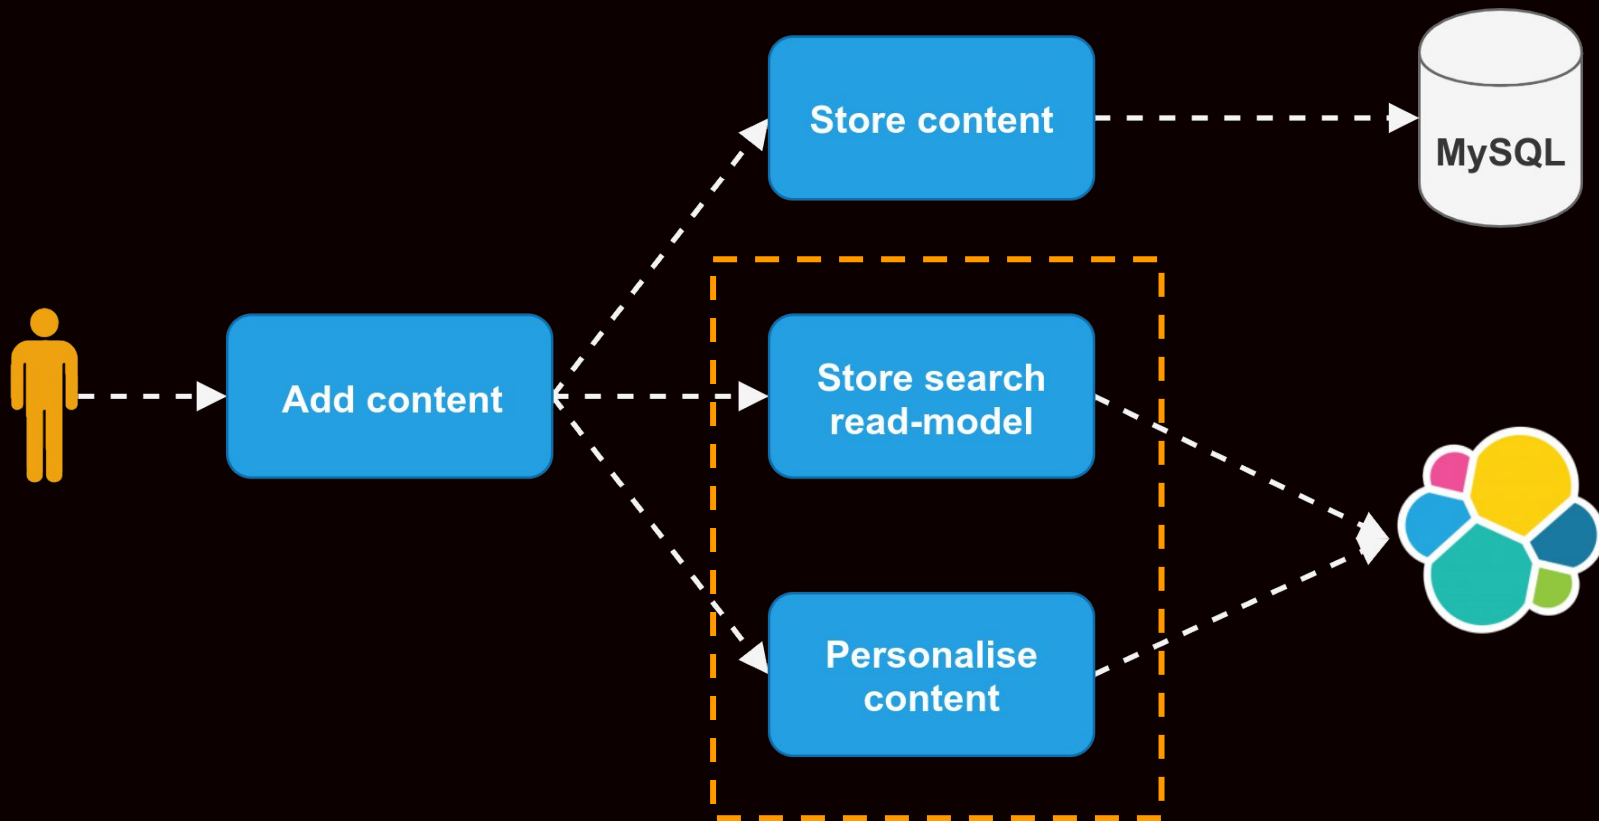 Store content
MySQL
Add content
Store search
read-model
Personalise
content